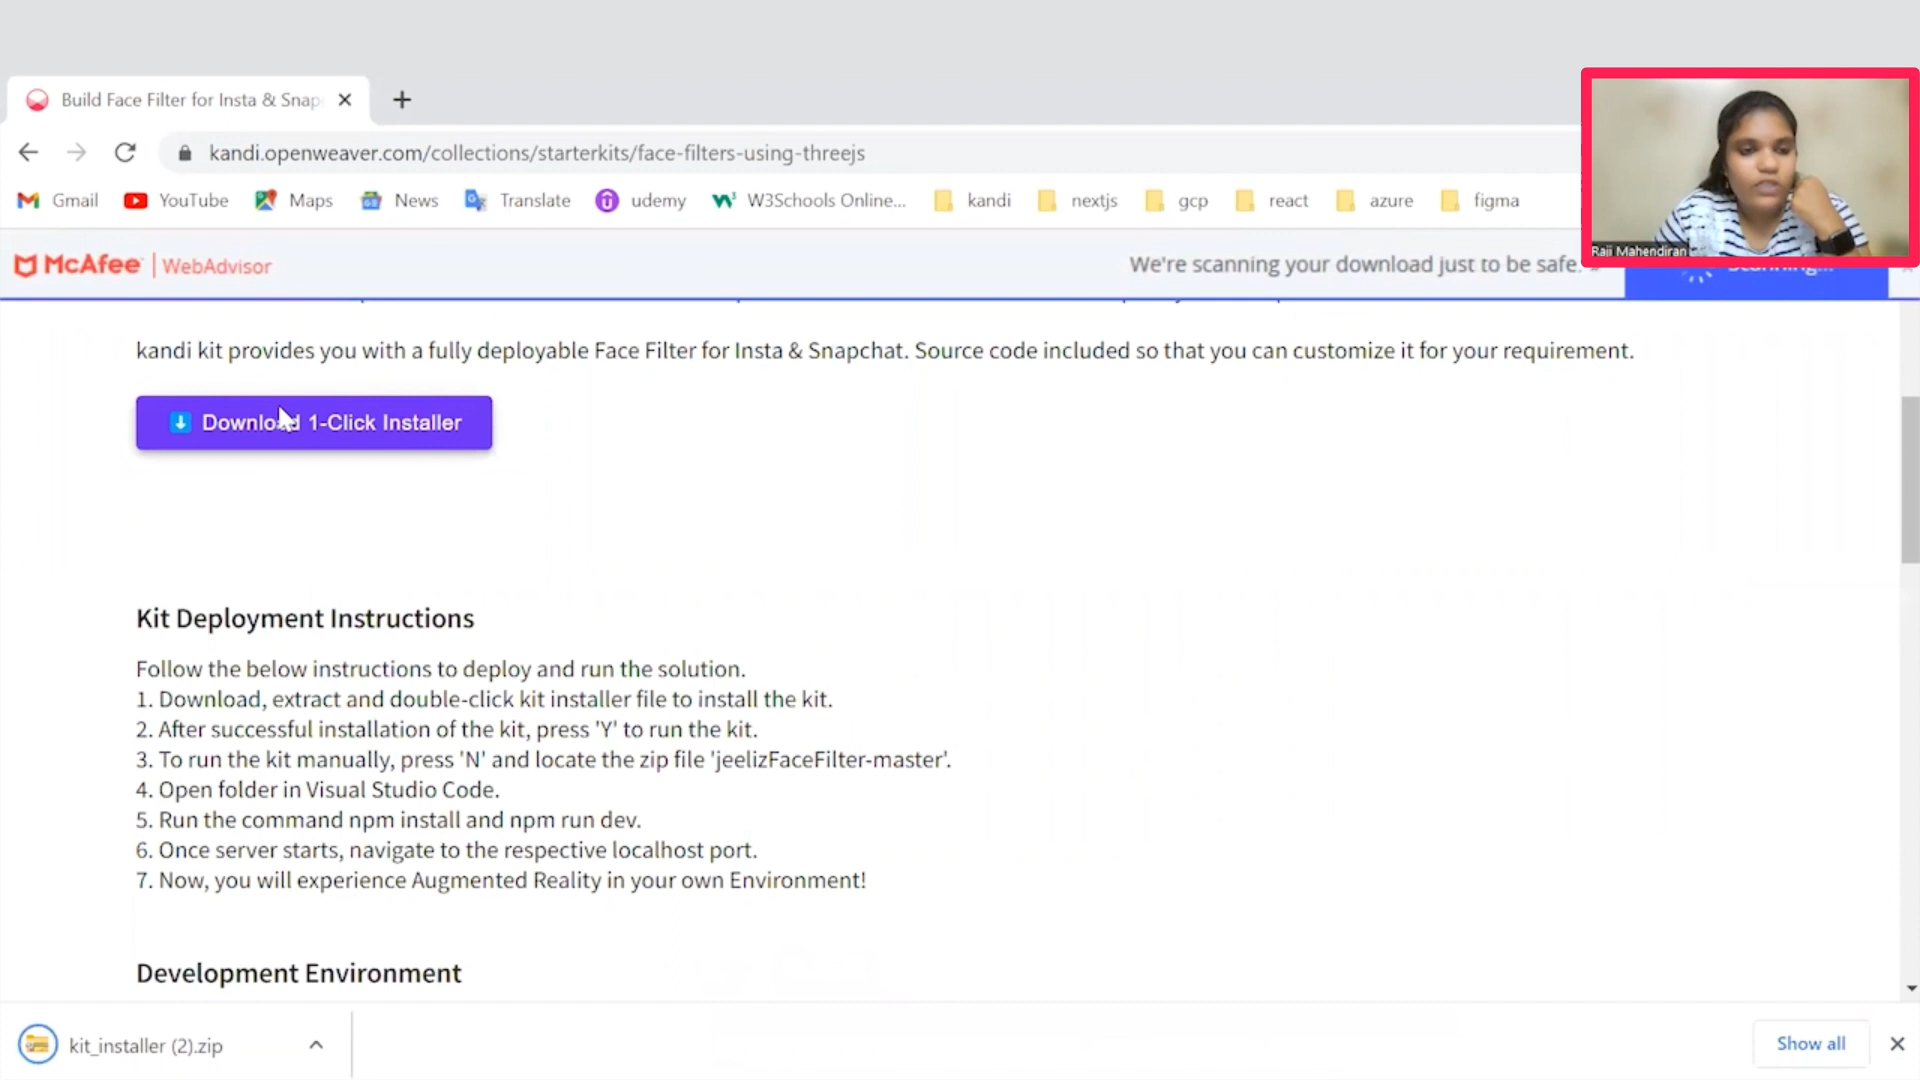 Build Face Filter for Insta & Snap
kandi.openweaver.com/collections/starterkits/face-filters-using-threejs
Gmail YouTube Maps News Translate udemy W3Schools Online... kandi nextjs gcp react azure figma
Raji Mahendiran
McAfee | WebAdvisor We're scanning your download just to be safe. Scanning...
kandi kit provides you with a fully deployable Face Filter for Insta & Snapchat. Source code included so that you can customize it for your requirement.
Download 1-Click Installer
Kit Deployment Instructions
Follow the below instructions to deploy and run the solution.
1. Download, extract and double-click kit installer file to install the kit.
2. After successful installation of the kit, press 'Y' to run the kit.
3. To run the kit manually, press 'N' and locate the zip file 'jeelizFaceFilter-master'.
4. Open folder in Visual Studio Code.
5. Run the command npm install and npm run dev.
6. Once server starts, navigate to the respective localhost port.
7. Now, you will experience Augmented Reality in your own Environment!
Development Environment
kit_installer (2).zip
Show all